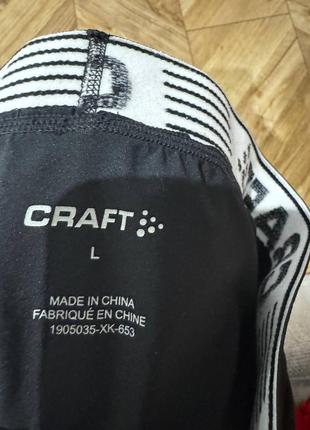 CRAFT
L
MADE IN CHINA
FABRIQUÉ EN CHINE
1905035-XK-653